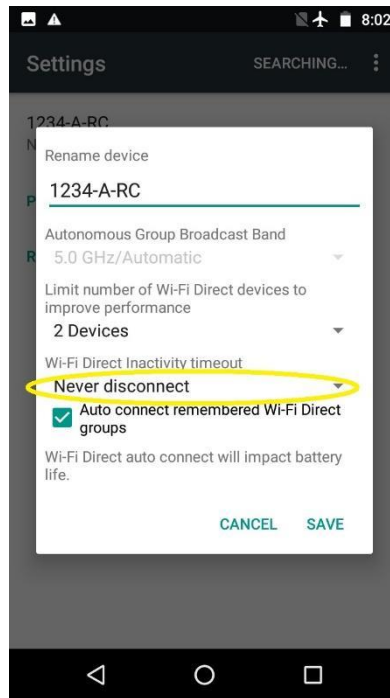 8:02
Settings
SEARCHING...
1234-A-RC
N
Rename device
1234-A-RC
P
Autonomous Group Broadcast Band
R
5.0 GHz/Automatic
Limit number of Wi-Fi Direct devices to
improve performance
2 Devices
Wi-Fi Direct Inactivity timeout
Never disconnect
Auto connect remembered Wi-Fi Direct
groups
Wi-Fi Direct auto connect will impact battery
life.
CANCEL SAVE